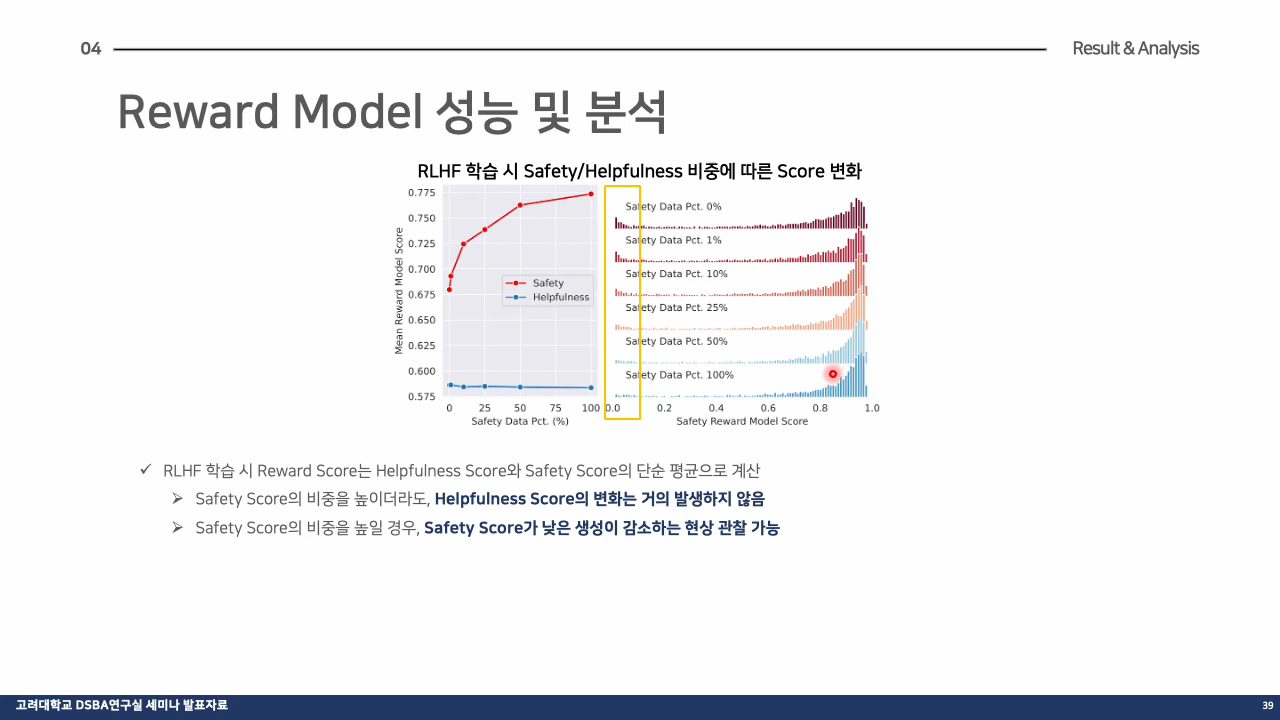 04
Result & Analysis
Reward Model 성능 및 분석
RLHF 학습 시 Safety/Helpfulness 비중에 따른 Score 변화
Mean Reward Model Score
0.775
0.750
0.725
0.700
0.675
0.650
0.625
0.600
0.575
Safety
Helpfulness
0 25 50 75 100
Safety Data Pct. (%)
Safety Data Pct. 0%
Safety Data Pct. 1%
Safety Data Pct. 10%
Safety Data Pct. 25%
Safety Data Pct. 50%
Safety Data Pct. 100%
0.0 0.2 0.4 0.6 0.8 1.0
Safety Reward Model Score
✓ RLHF 학습 시 Reward Score는 Helpfulness Score와 Safety Score의 단순 평균으로 계산
➢ Safety Score의 비중을 높이더라도, Helpfulness Score의 변화는 거의 발생하지 않음
➢ Safety Score의 비중을 높일 경우, Safety Score가 낮은 생성이 감소하는 현상 관찰 가능
고려대학교 DSBA연구실 세미나 발표자료
39